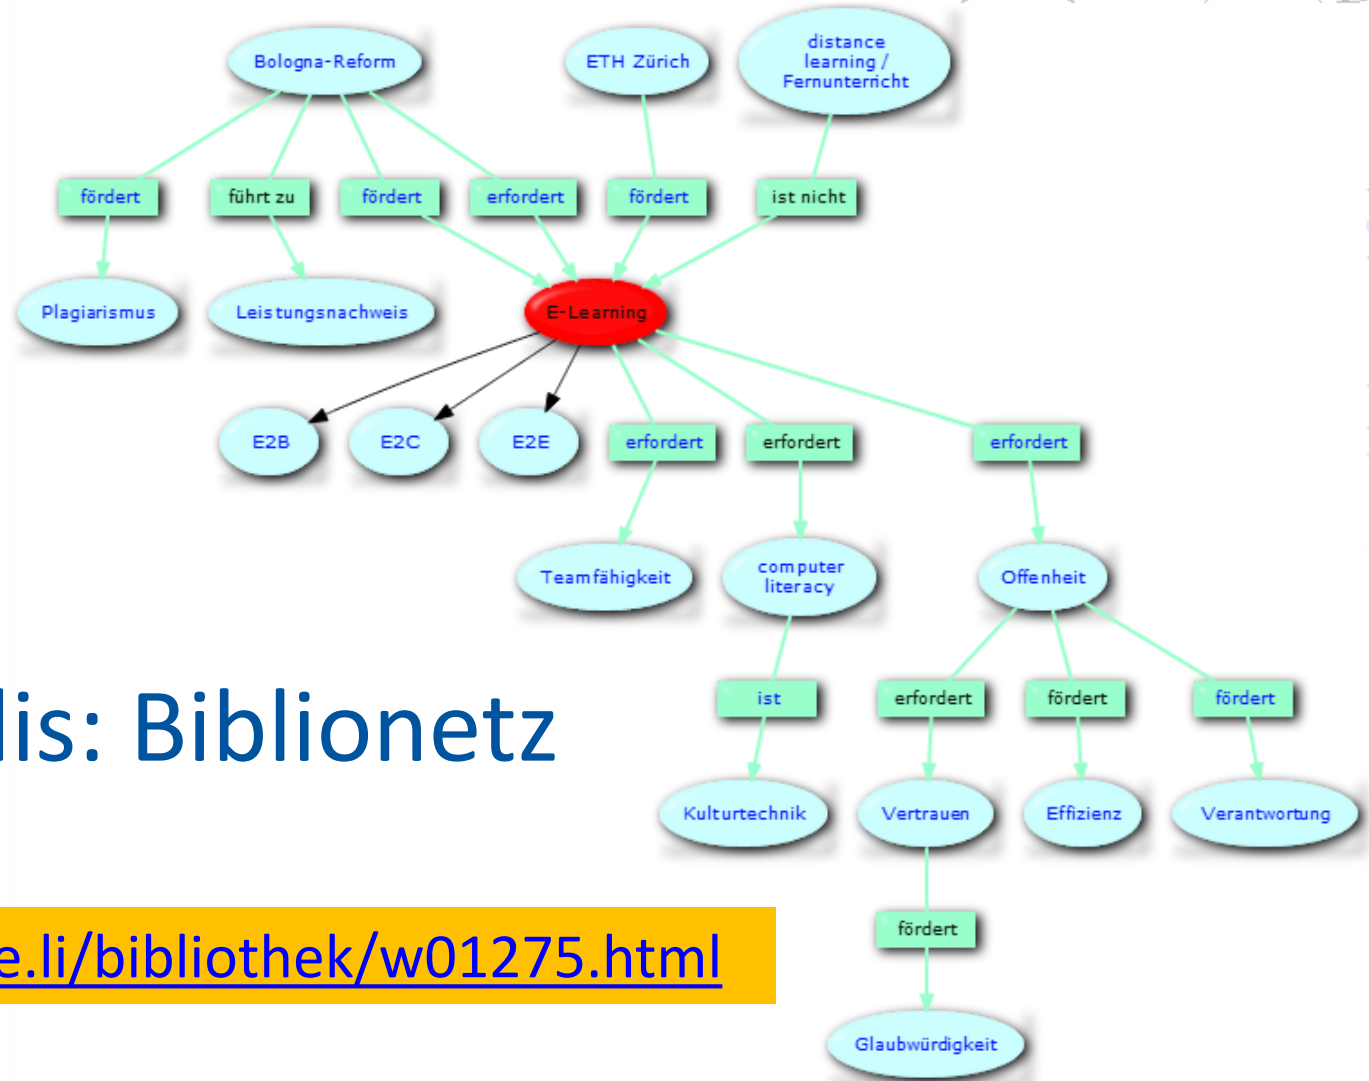 Bologna-Reform
ETH Zürich
distance
learning /
Fernunterricht
fördert
führt zu
fördert
erfordert
fördert
ist nicht
Plagiarismus
Leistungsnachweis
E-Learning
E2B
E2C
E2E
erfordert
erfordert
erfordert
Teamfähigkeit
computer
literacy
Offenheit
ist
erfordert
fördert
fördert
lis: Biblionetz
Kulturtechnik
Vertrauen
Effizienz
Verantwortung
fördert
e.li/bibliothek/w01275.html
Glaubwürdigkeit